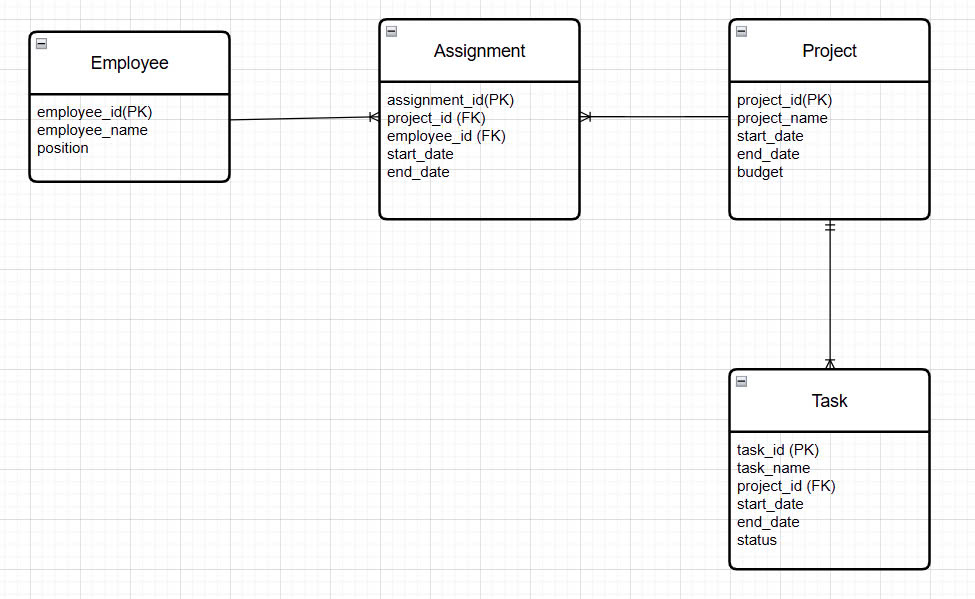 Employee
employee_id(PK)
employee_name
position
Assignment
assignment_id(PK)
project_id (FK)
employee_id (FK)
start_date
end_date
Project
project_id(PK)
project_name
start_date
end_date
budget
Task
task_id (PK)
task_name
project_id (FK)
start_date
end_date
status